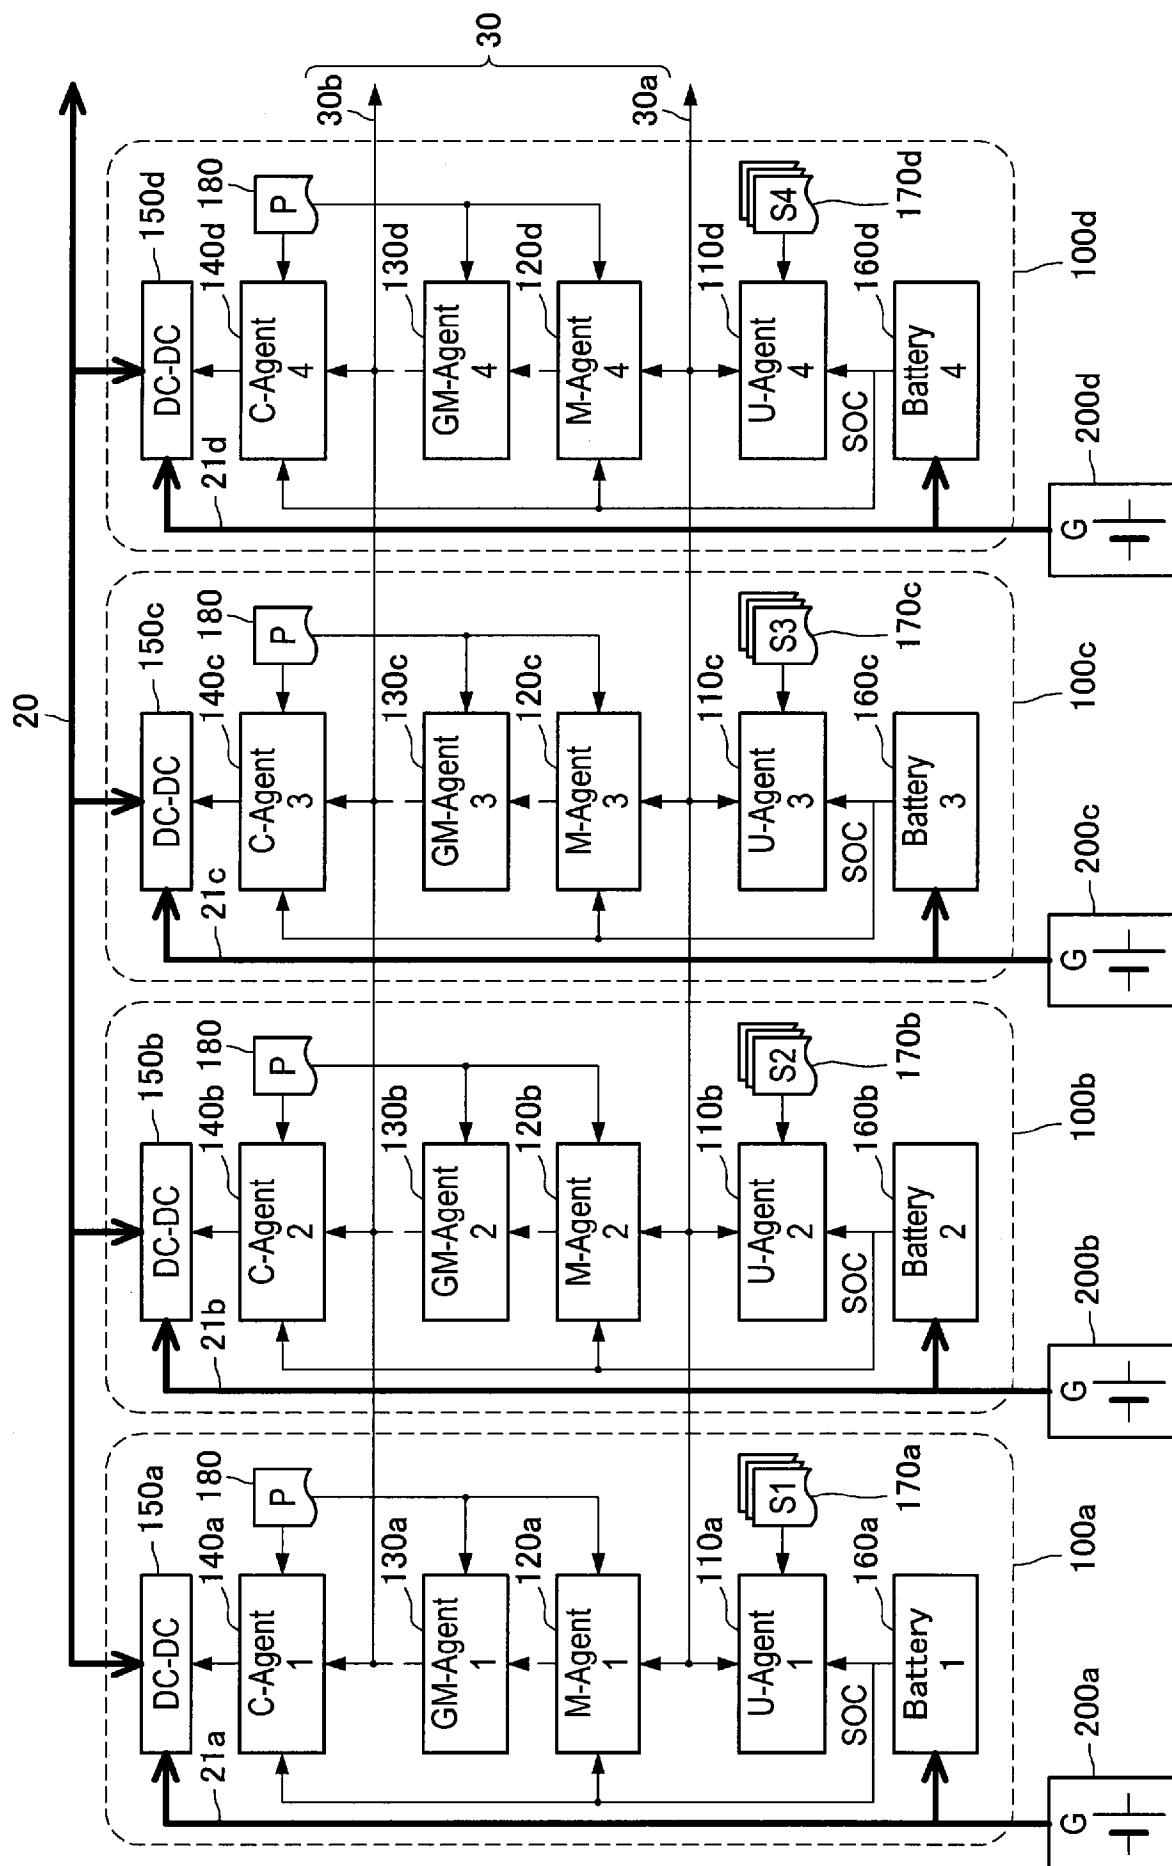 20
30
30b
30a
150a
DC-DC
21a
140a
C-Agent
1
180
P
130a
GM-Agent
1
120a
M-Agent
1
110a
U-Agent
1
S1
170a
SOC
160a
Battery
1
100a
G
200a
150b
DC-DC
21b
140b
C-Agent
2
180
P
130b
GM-Agent
2
120b
M-Agent
2
110b
U-Agent
2
S2
170b
SOC
160b
Battery
2
100b
G
200b
150c
DC-DC
21c
140c
C-Agent
3
180
P
130c
GM-Agent
3
120c
M-Agent
3
110c
U-Agent
3
S3
170c
SOC
160c
Battery
3
100c
G
200c
150d
DC-DC
21d
140d
C-Agent
4
180
P
130d
GM-Agent
4
120d
M-Agent
4
110d
U-Agent
4
S4
170d
SOC
160d
Battery
4
100d
G
200d